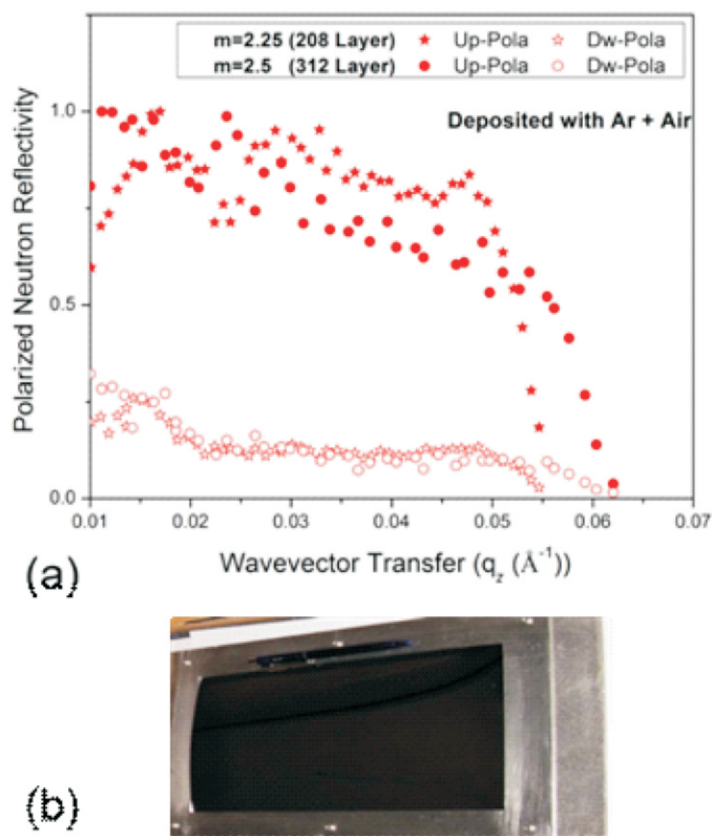 m=2.25 (208 Layer) Up-Pola Dw-Pola
m=2.5 (312 Layer) Up-Pola Dw-Pola
Deposited with Ar + Air
Polarized Neutron Reflectivity
1.0
0.5
0.0
0.01 0.02 0.03 0.04 0.05 0.06 0.07
Wavevector Transfer (q_z (Å⁻¹))
(a)
(b)